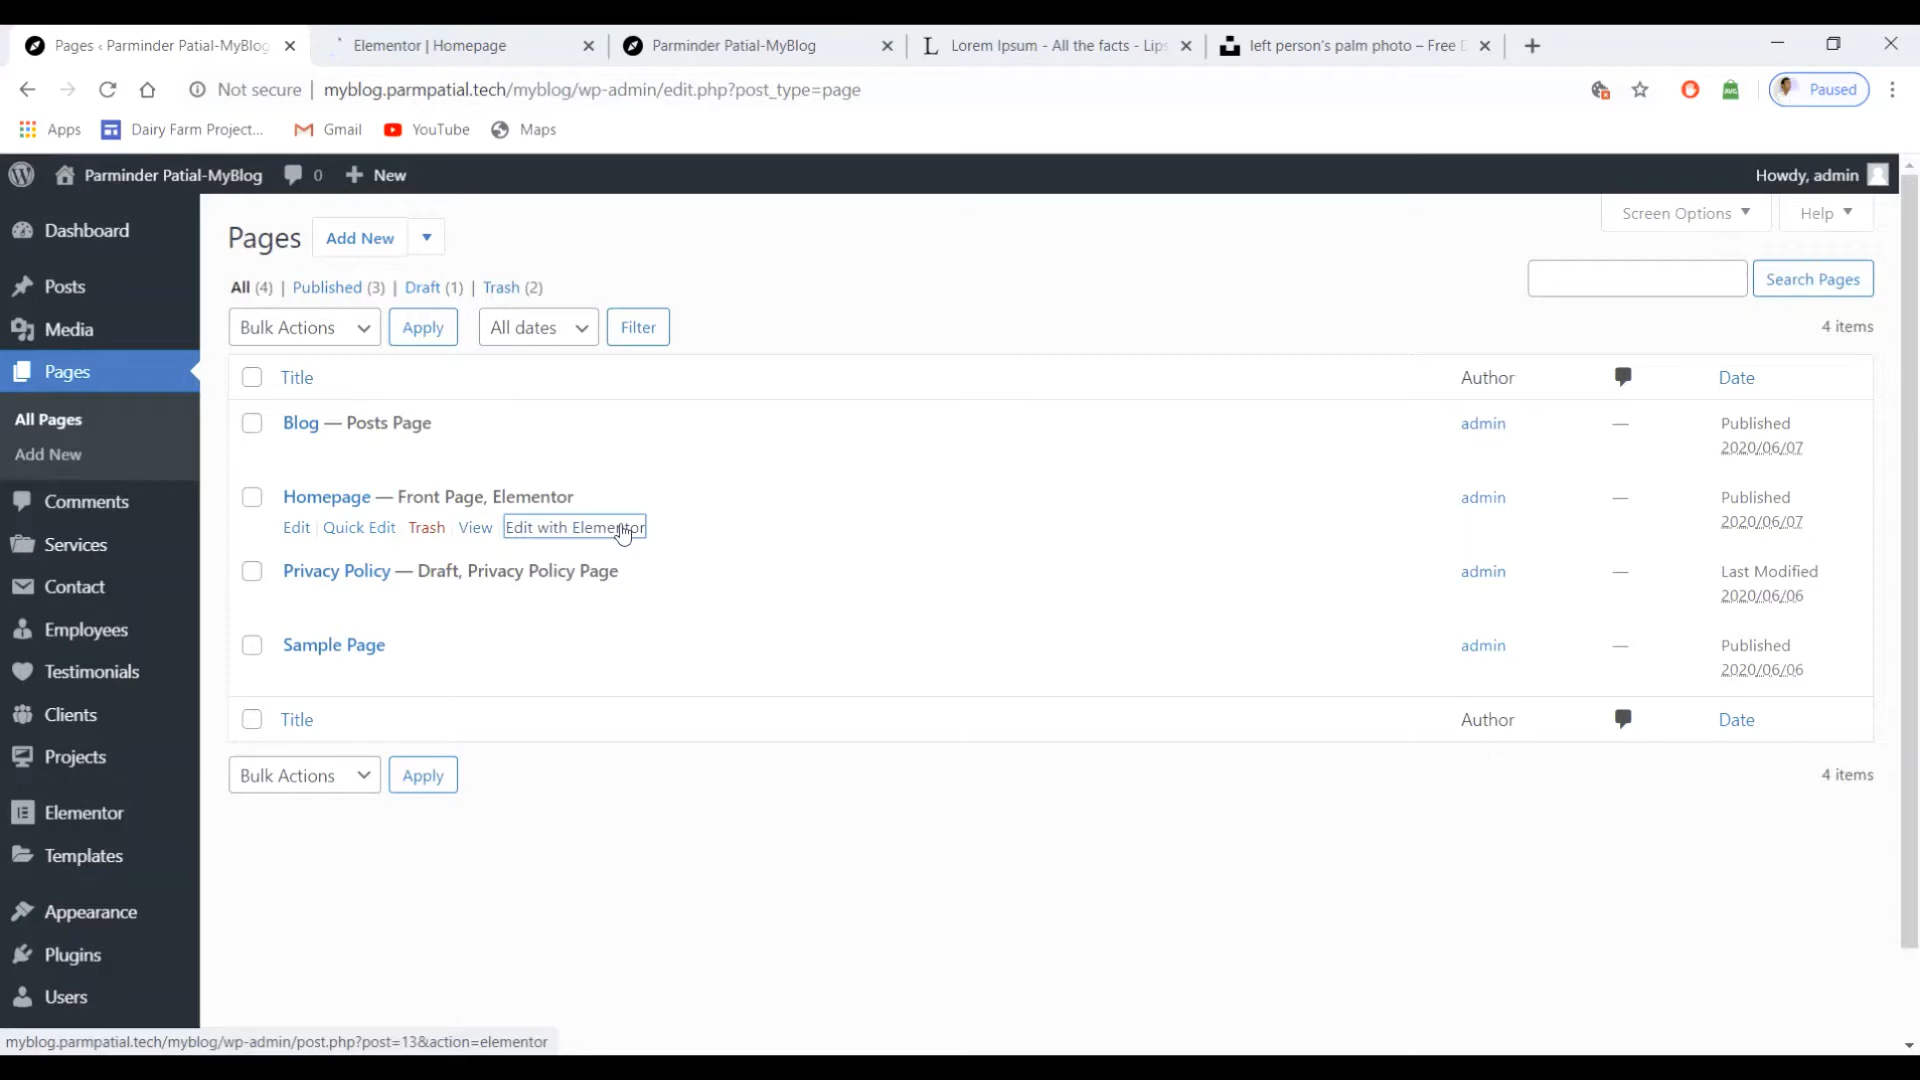 Pages ‹ Parminder Patial-MyBlog
Elementor | Homepage
Parminder Patial-MyBlog
Lorem Ipsum - All the facts - Lips
left person's palm photo – Free D
Not secure | myblog.parmpatial.tech/myblog/wp-admin/edit.php?post_type=page
Paused
Apps
Dairy Farm Project...
Gmail
YouTube
Maps
Parminder Patial-MyBlog
0
New
Howdy, admin
Dashboard
Posts
Media
Pages
All Pages
Add New
Comments
Services
Contact
Employees
Testimonials
Clients
Projects
Elementor
Templates
Appearance
Plugins
Users
Screen Options
Help
Pages
Add New
All (4) | Published (3) | Draft (1) | Trash (2)
Search Pages
Bulk Actions
Apply
All dates
Filter
4 items
Title
Author
Date
Blog — Posts Page
admin
—
Published
2020/06/07
Homepage — Front Page, Elementor
Edit | Quick Edit | Trash | View | Edit with Elementor
admin
—
Published
2020/06/07
Privacy Policy — Draft, Privacy Policy Page
admin
—
Last Modified
2020/06/06
Sample Page
admin
—
Published
2020/06/06
Title
Author
Date
Bulk Actions
Apply
4 items
myblog.parmpatial.tech/myblog/wp-admin/post.php?post=13&action=elementor